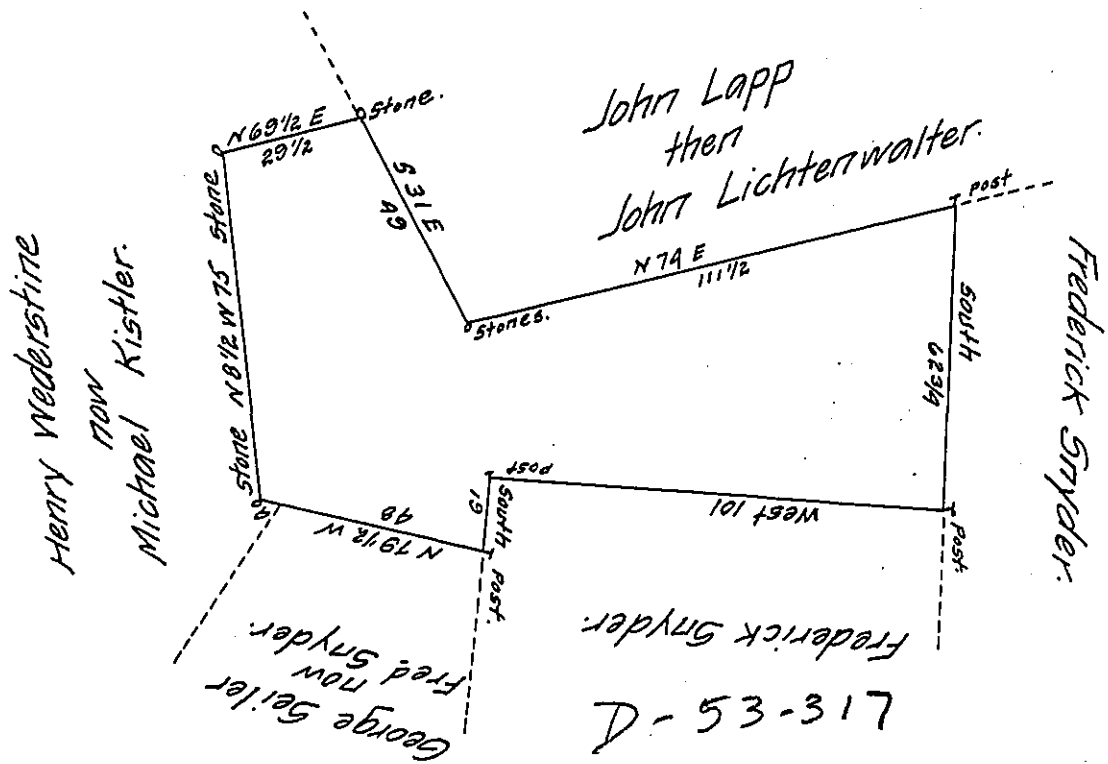 John Lapp
then
John Lichtenwalter.
N 69 1/2 E
29 1/2
Stone.
S 31 E
49
Stones.
N 74 E
111 1/2
Post
South
62 3/4
Frederick Snyder.
Post.
West 101
Post
South
19
Post.
N 79 1/2 W
48
Stone N 8 1/2 W 75 Stone
Henry Wederstine
now
Michael Kistler.
George Seiler
now
Fred Snyder.
Frederick Snyder.
D-53-317